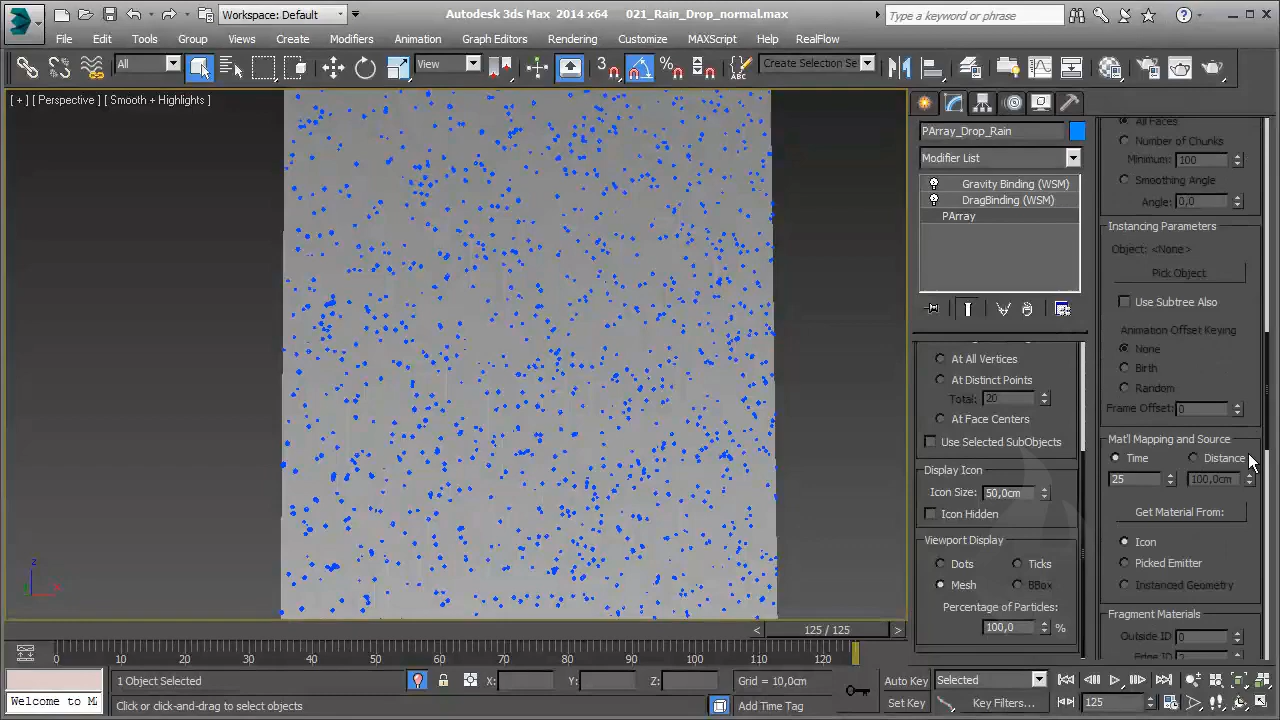 Workspace: Default
Autodesk 3ds Max 2014 x64 021_Rain_Drop_normal.max
Type a keyword or phrase
File Edit Tools Group Views Create Modifiers Animation Graph Editors Rendering Customize MAXScript Help RealFlow
All
View
3
Create Selection Se
[ + ] [ Perspective ] [ Smooth + Highlights ]
PArray_Drop_Rain
Modifier List
Gravity Binding (WSM)
DragBinding (WSM)
PArray
At All Vertices
At Distinct Points
Total: 20
At Face Centers
Use Selected SubObjects
Display Icon
Icon Size: 50,0cm
Icon Hidden
Viewport Display
Dots Ticks
Mesh BBox
Percentage of Particles:
100,0 %
All Faces
Number of Chunks
Minimum: 100
Smoothing Angle
Angle: 0,0
Instancing Parameters
Object: <None>
Pick Object
Use Subtree Also
Animation Offset Keying
None
Birth
Random
Frame Offset: 0
Mat'l Mapping and Source
Time Distance
25 100,0cm
Get Material From:
Icon
Picked Emitter
Instanced Geometry
Fragment Materials
Outside ID 0
Edge ID
z
x
< 125 / 125 >
0 10 20 30 40 50 60 70 80 90 100 110 120
1 Object Selected
X: Y: Z:
Grid = 10,0cm
Auto Key Selected
Welcome to M
Click or click-and-drag to select objects
Add Time Tag
Set Key Key Filters... 125